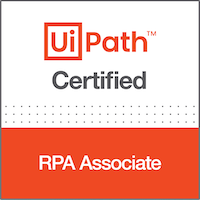 UiPath™
Certified
RPA Associate